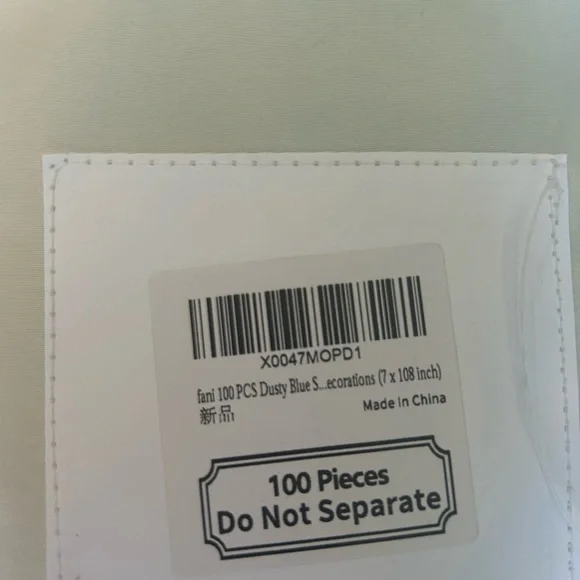 X0047MOPD1
fani 100 PCS Dusty Blue S...ecorations (7 x 108 inch)
新品 Made in China
100 Pieces
Do Not Separate